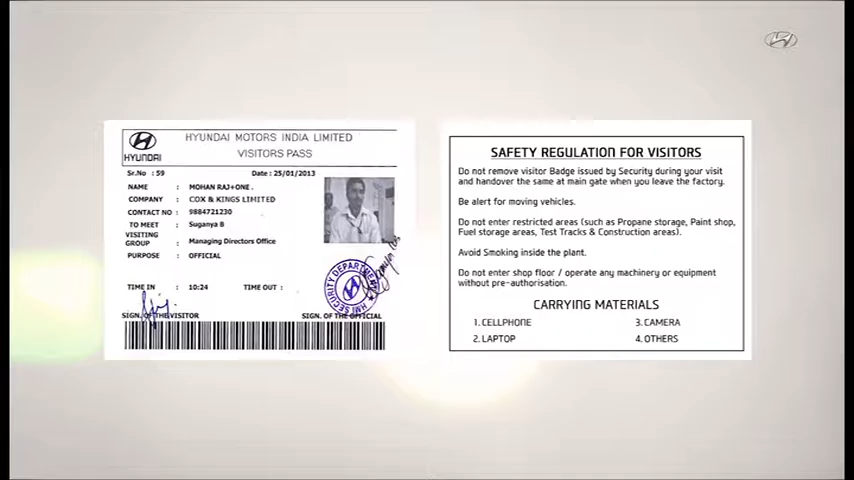 HYUNDAI
HYUNDAI MOTORS INDIA LIMITED
VISITORS PASS
Sr.No : 59 Date : 25/01/2013
NAME : MOHAN RAJ+ONE .
COMPANY : COX & KINGS LIMITED
CONTACT NO : 9884721230
TO MEET : Suganya B
VISITING GROUP : Managing Directors Office
PURPOSE : OFFICIAL
TIME IN : 10:24 TIME OUT :
SIGN. OF THE VISITOR SIGN. OF THE OFFICIAL
HMI SECURITY DEPARTMENT
SAFETY REGULATION FOR VISITORS
Do not remove visitor Badge issued by Security during your visit
and handover the same at main gate when you leave the factory.
Be alert for moving vehicles.
Do not enter restricted areas (such as Propane storage, Paint shop,
Fuel storage areas, Test Tracks & Construction areas).
Avoid Smoking inside the plant.
Do not enter shop floor / operate any machinery or equipment
without pre-authorisation.
CARRYING MATERIALS
1. CELLPHONE 3. CAMERA
2. LAPTOP 4. OTHERS